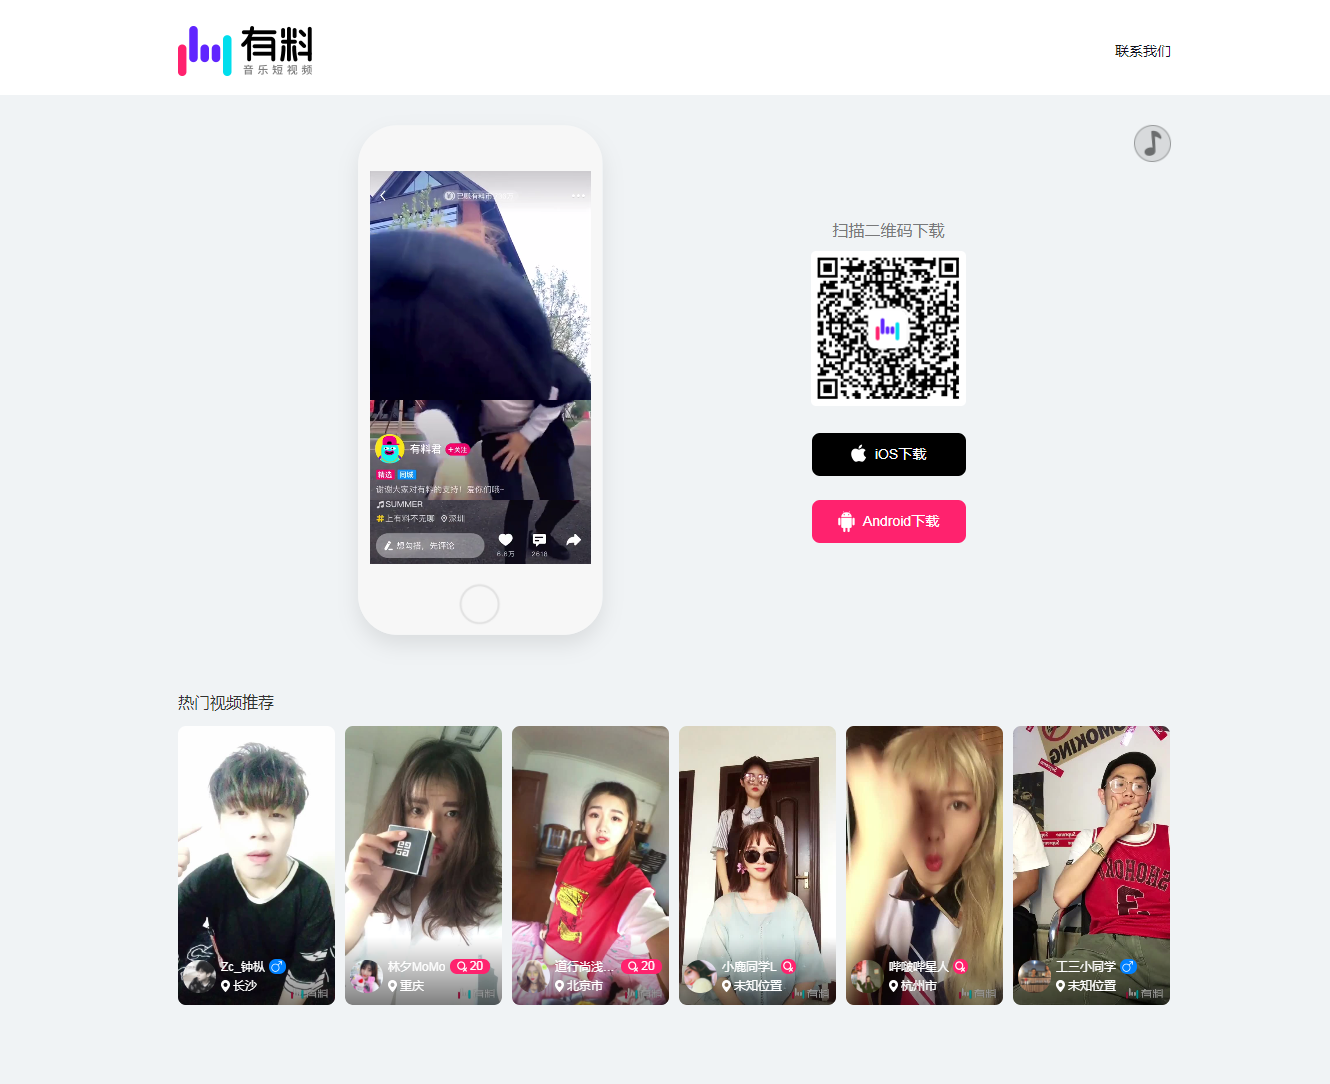 有料
音乐短视频
联系我们
扫描二维码下载
有料君 +关注
精选 同城
谢谢大家对有料的支持！爱你们哦~
SUMMER
#上有料不无聊 深圳
想勾搭，先评论
6.8万 2618
iOS下载
Android下载
热门视频推荐
Zc_钟枞
长沙
有料
林夕MoMo 20
重庆
有料
道行尚浅... 20
北京市
有料
小鹿同学L
未知位置
有料
哔啵哔星人
杭州市
有料
工三小同学
未知位置
有料